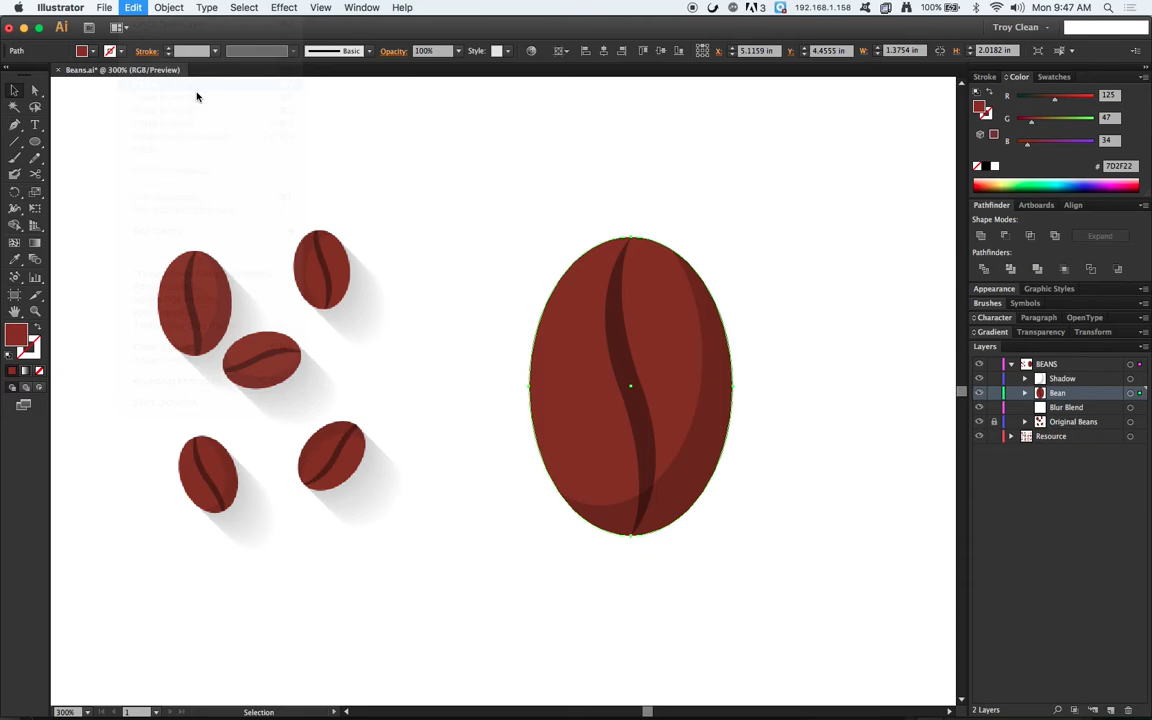 Illustrator File Edit Object Type Select Effect View Window Help 3 192.168.1.158 100% Mon 9:47 AM
Ai Troy Clean
Path Stroke: Basic Opacity: 100% Style: X: 5.1159 in Y: 4.4555 in W: 1.3754 in H: 2.0182 in
× Beans.ai* @ 300% (RGB/Preview)
Stroke Color Swatches
R 125
G 47
B 34
# 7D2F22
Pathfinder Artboards Align
Shape Modes:
Expand
Pathfinders:
Appearance Graphic Styles
Brushes Symbols
Character Paragraph OpenType
Gradient Transparency Transform
Layers
BEANS
Shadow
Bean
Blur Blend
Original Beans
Resource
300% 1 Selection 2 Layers